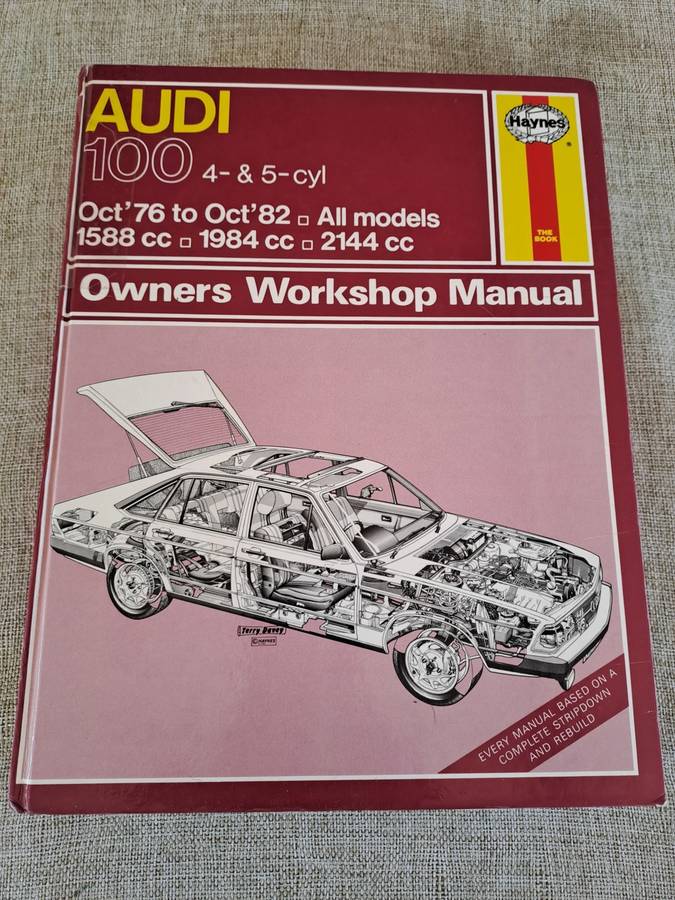 AUDI
100 4- & 5-cyl
Oct'76 to Oct'82 □ All models
1588 cc □ 1984 cc □ 2144 cc
Haynes
®
THE
BOOK
Owners Workshop Manual
Terry Davey
© HAYNES
EVERY MANUAL BASED ON A
COMPLETE STRIPDOWN
AND REBUILD